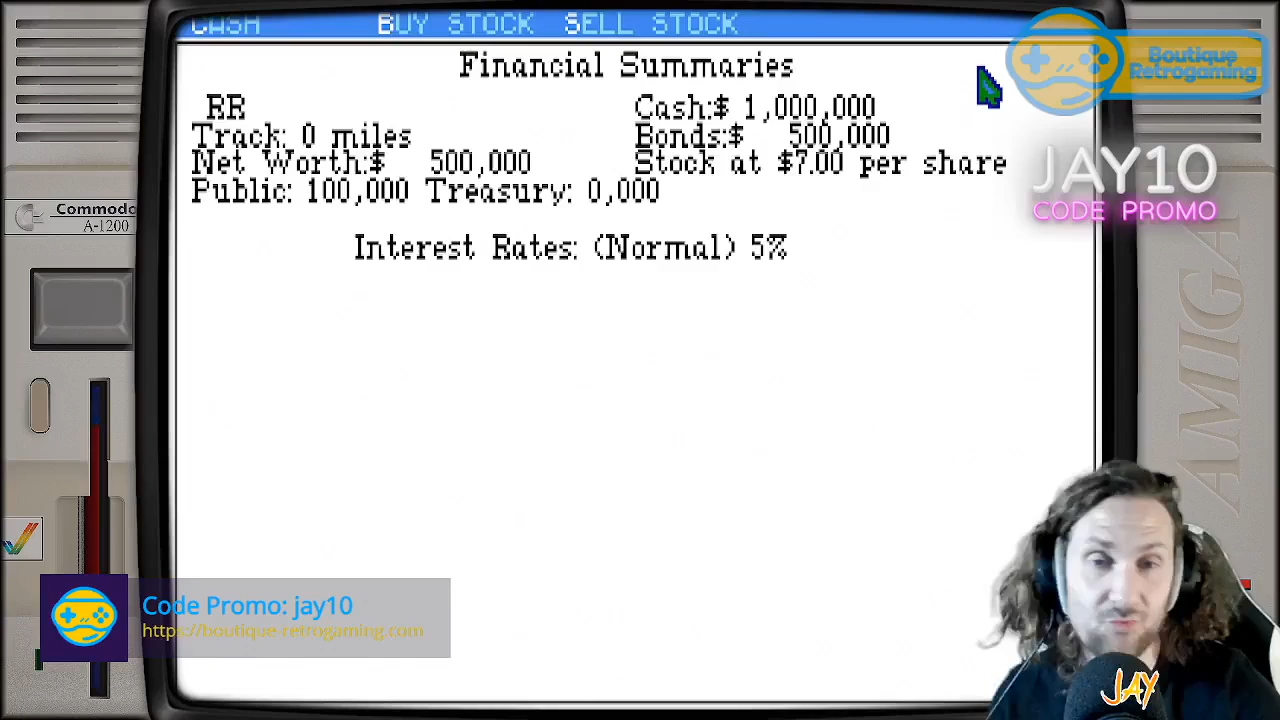 CASH BUY STOCK SELL STOCK
Financial Summaries
RR Cash:$ 1,000,000
Track: 0 miles Bonds:$ 500,000
Net Worth:$ 500,000 Stock at $7.00 per share
Public: 100,000 Treasury: 0,000
Interest Rates: (Normal) 5%
Boutique
Retrogaming
JAY10
CODE PROMO
Commodo
A-1200
AMIGA
Code Promo: jay10
https://boutique-retrogaming.com
JAY